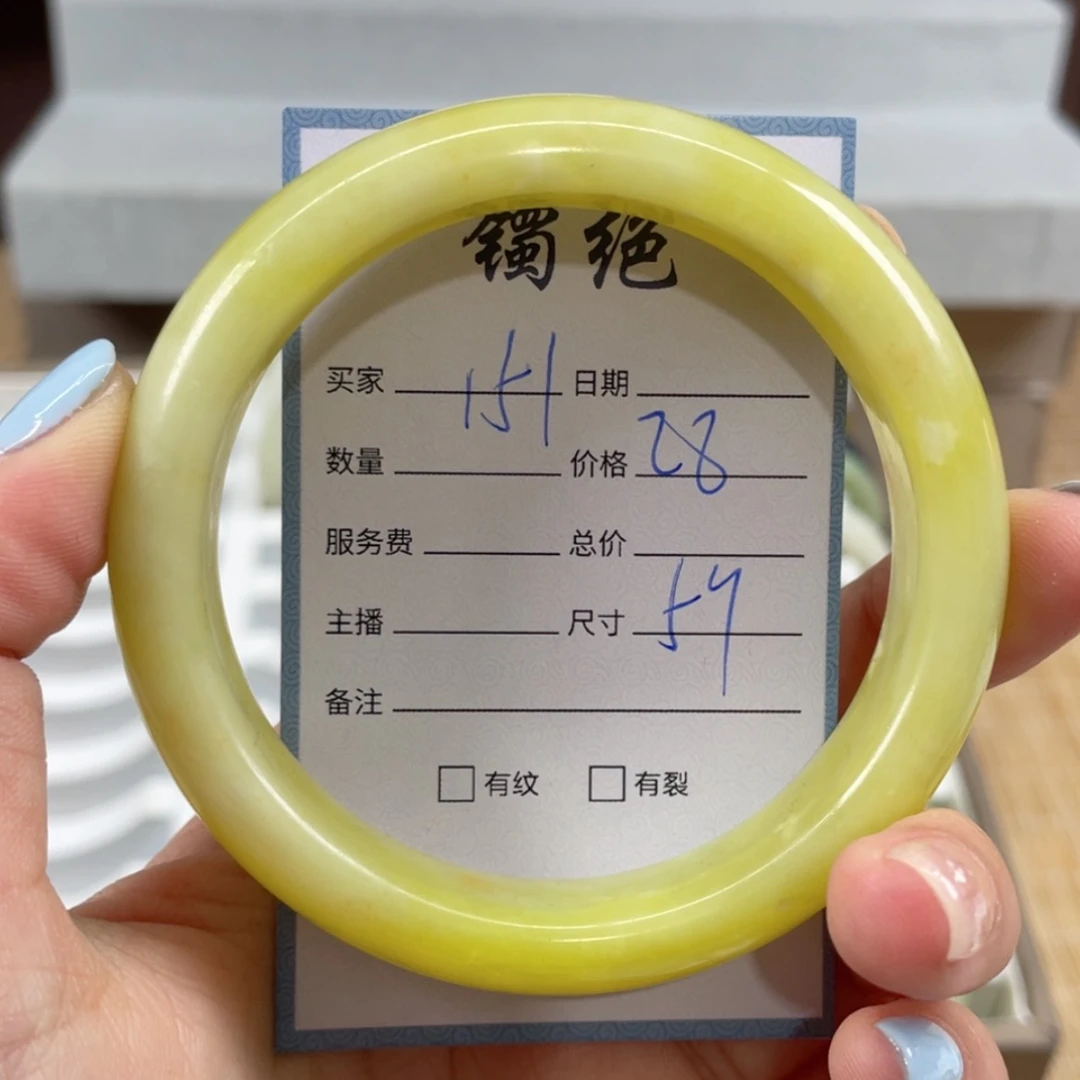 镯绝
买家 151 日期
数量 价格 28
服务费 总价
主播 尺寸 59
备注
有纹 有裂